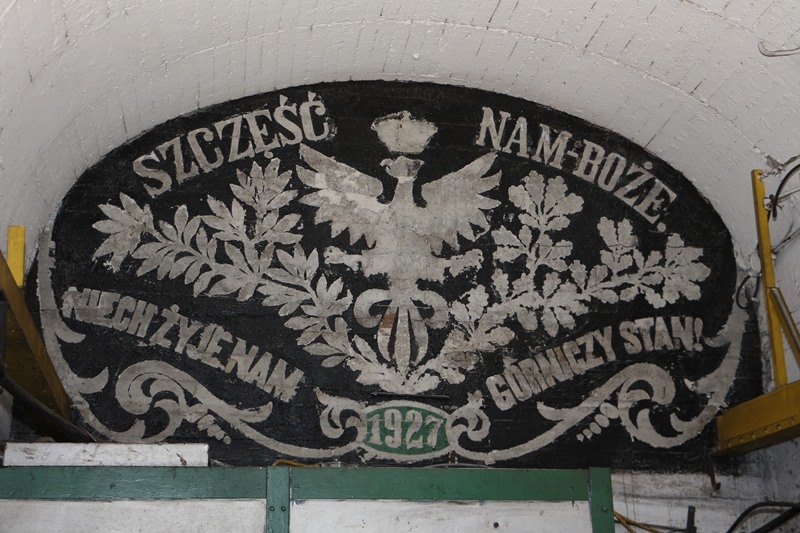 SZCZĘŚĆ NAM BOŻE.
NIECH ŻYJE NAM GÓRNICZY STAN!
1927